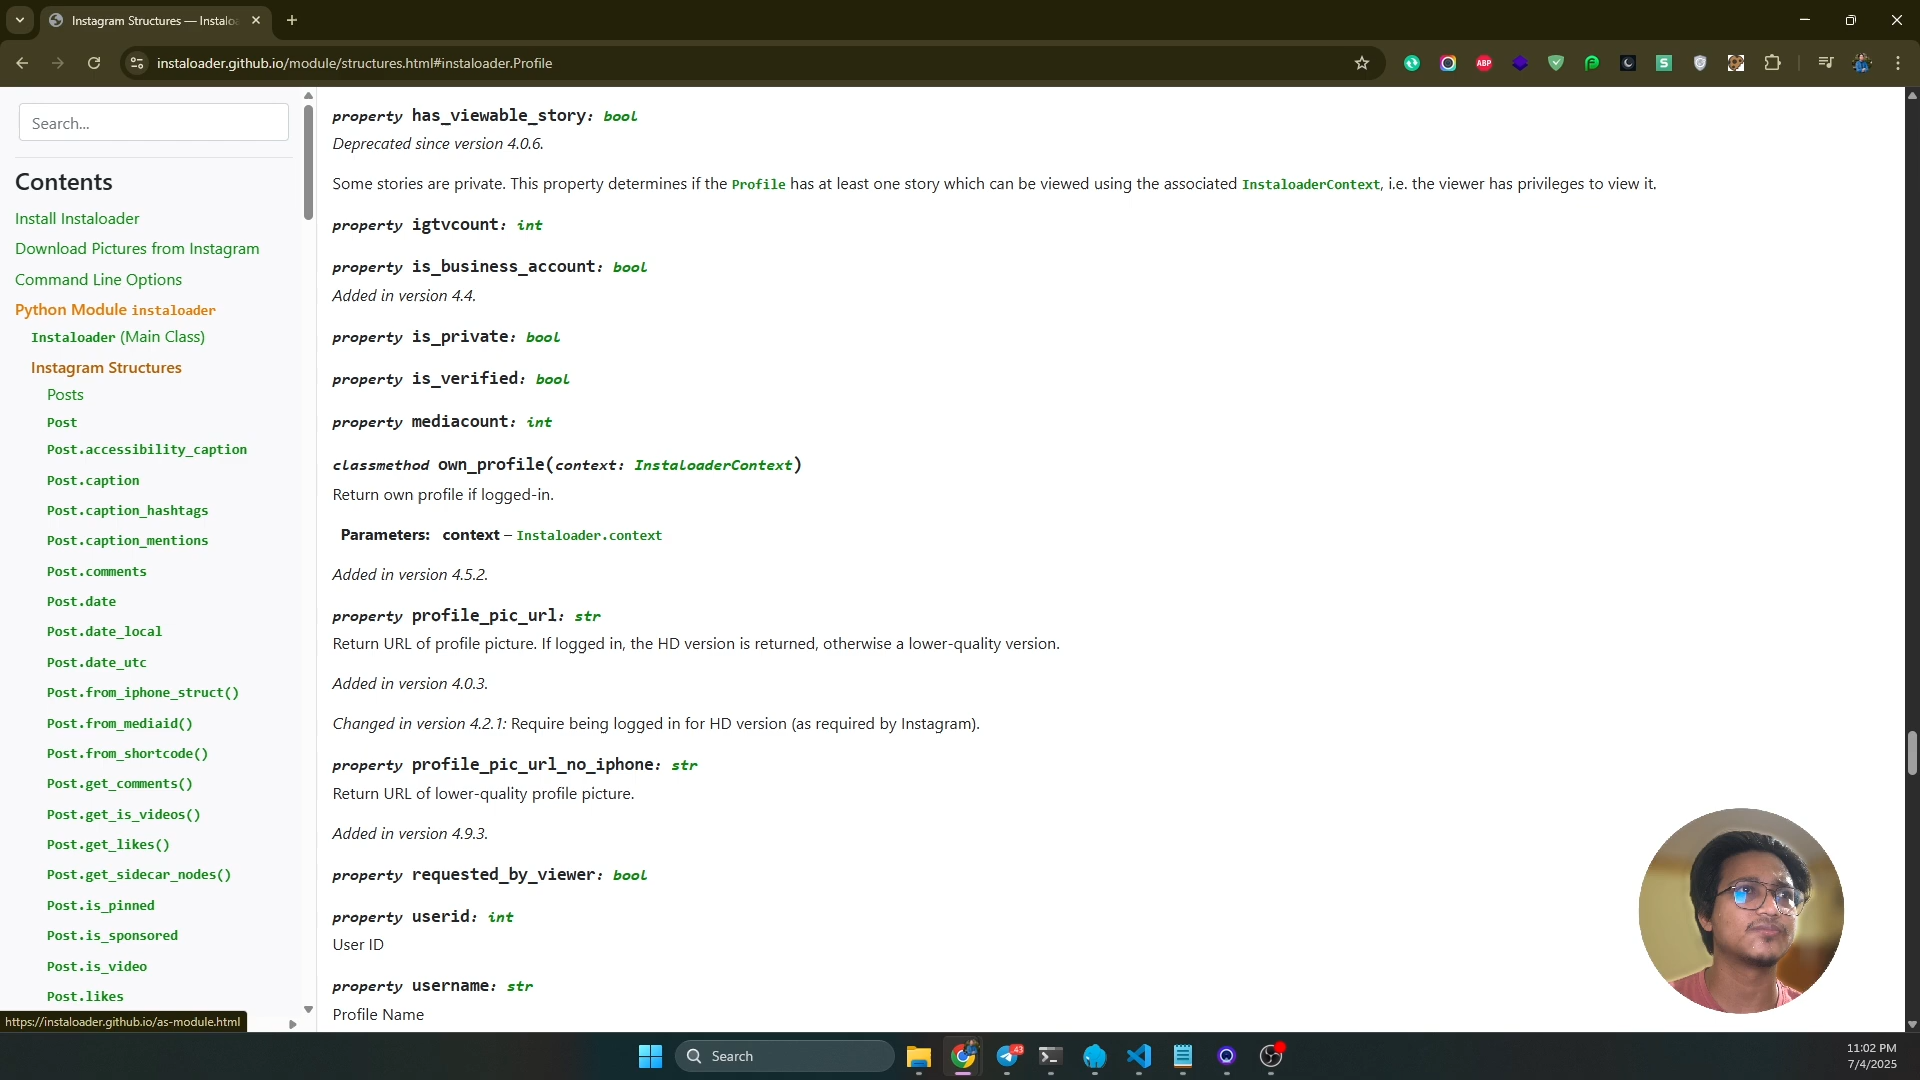 Instagram Structures — Instaloa
instaloader.github.io/module/structures.html#instaloader.Profile
ABP
S
Search...
Contents
Install Instaloader
Download Pictures from Instagram
Command Line Options
Python Module instaloader
Instaloader (Main Class)
Instagram Structures
Posts
Post
Post.accessibility_caption
Post.caption
Post.caption_hashtags
Post.caption_mentions
Post.comments
Post.date
Post.date_local
Post.date_utc
Post.from_iphone_struct()
Post.from_mediaid()
Post.from_shortcode()
Post.get_comments()
Post.get_is_videos()
Post.get_likes()
Post.get_sidecar_nodes()
Post.is_pinned
Post.is_sponsored
Post.is_video
Post.likes
https://instaloader.github.io/as-module.html
property has_viewable_story: bool
Deprecated since version 4.0.6.
Some stories are private. This property determines if the Profile has at least one story which can be viewed using the associated InstaloaderContext, i.e. the viewer has privileges to view it.
property igtvcount: int
property is_business_account: bool
Added in version 4.4.
property is_private: bool
property is_verified: bool
property mediacount: int
classmethod own_profile(context: InstaloaderContext)
Return own profile if logged-in.
Parameters: context – Instaloader.context
Added in version 4.5.2.
property profile_pic_url: str
Return URL of profile picture. If logged in, the HD version is returned, otherwise a lower-quality version.
Added in version 4.0.3.
Changed in version 4.2.1: Require being logged in for HD version (as required by Instagram).
property profile_pic_url_no_iphone: str
Return URL of lower-quality profile picture.
Added in version 4.9.3.
property requested_by_viewer: bool
property userid: int
User ID
property username: str
Profile Name
Search
43
11:02 PM
7/4/2025